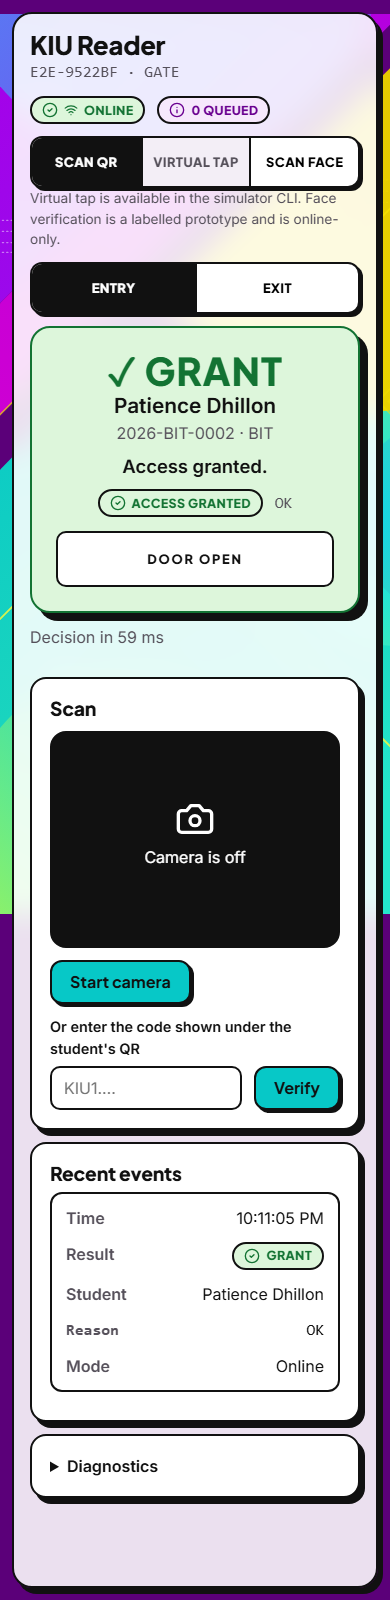 KIU Reader
E2E-9522BF · GATE
ONLINE
0 QUEUED
SCAN QR
VIRTUAL TAP
SCAN FACE
Virtual tap is available in the simulator CLI. Face
verification is a labelled prototype and is online-
only.
ENTRY
EXIT
✓ GRANT
Patience Dhillon
2026-BIT-0002 · BIT
Access granted.
ACCESS GRANTED OK
DOOR OPEN
Decision in 59 ms
Scan
Camera is off
Start camera
Or enter the code shown under the
student's QR
KIU1....
Verify
Recent events
Time 10:11:05 PM
Result GRANT
Student Patience Dhillon
Reason OK
Mode Online
Diagnostics